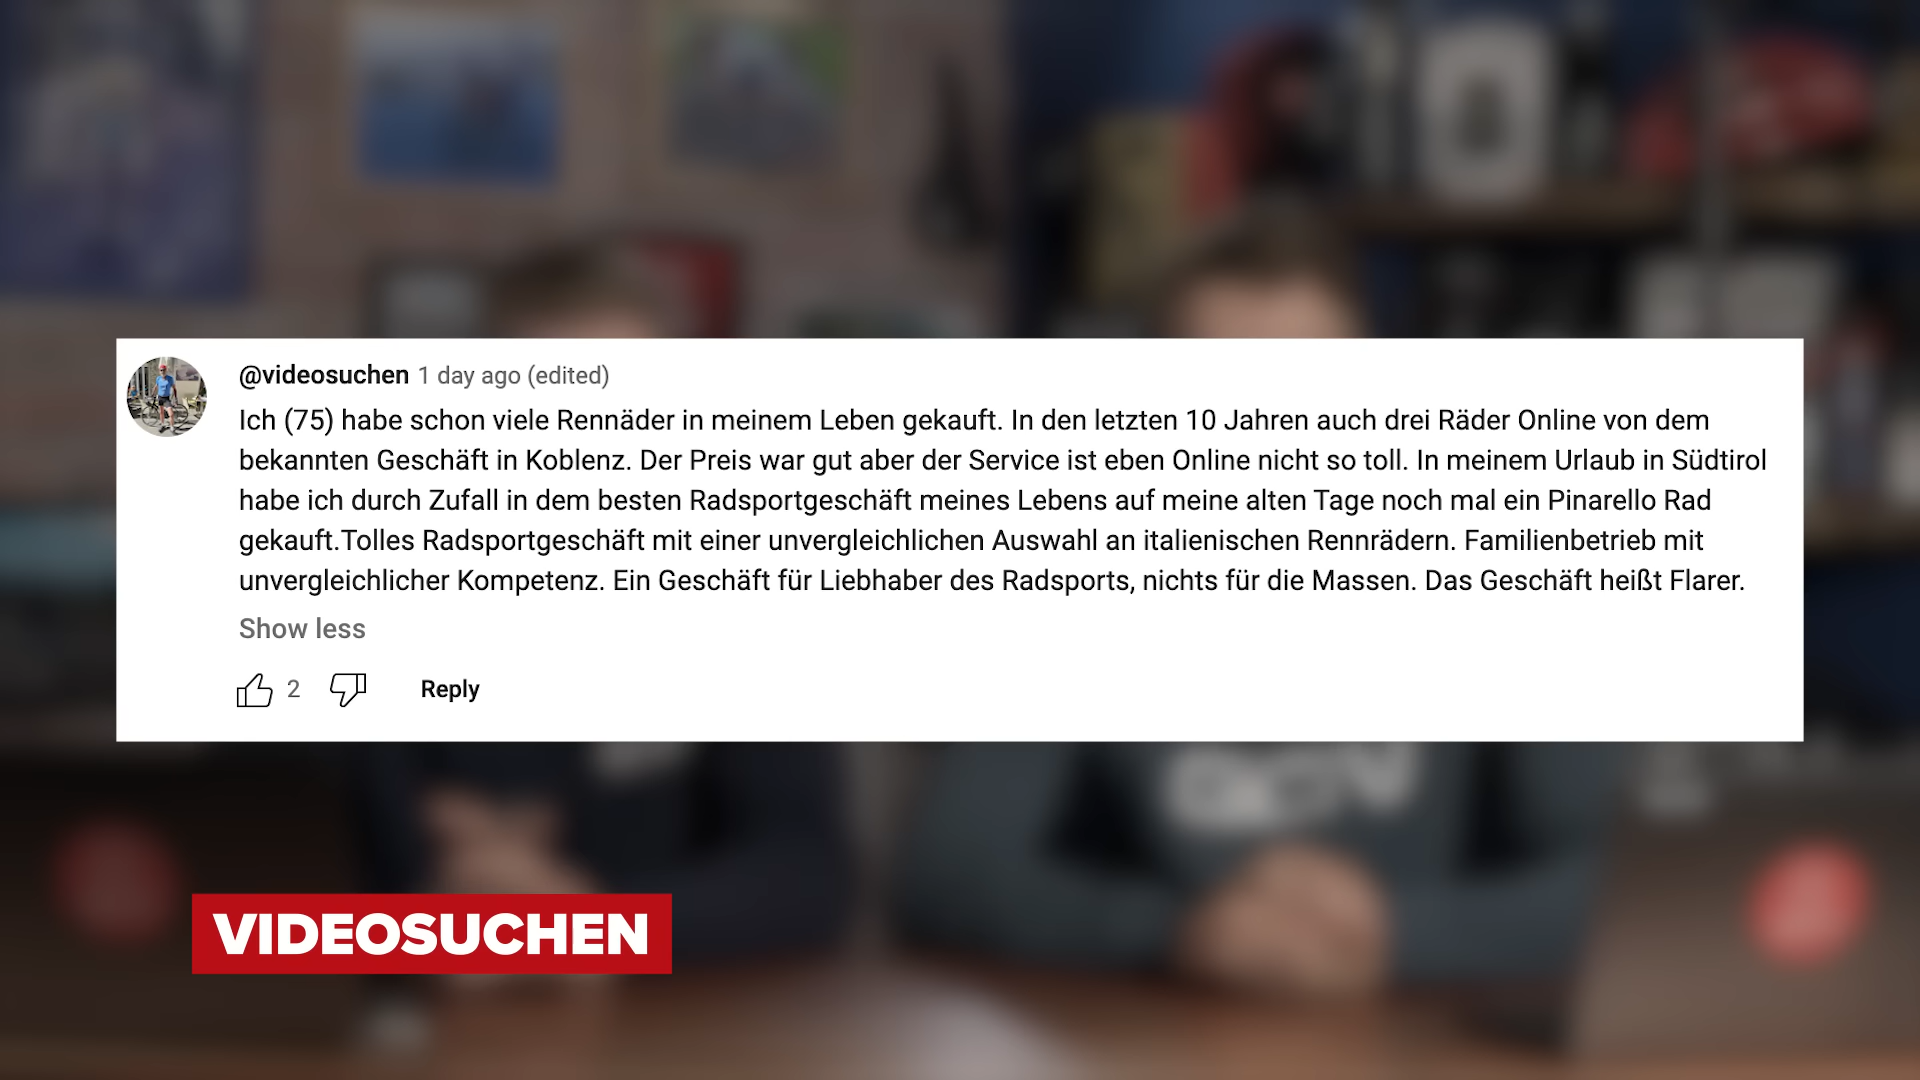 @videosuchen 1 day ago (edited)
Ich (75) habe schon viele Rennäder in meinem Leben gekauft. In den letzten 10 Jahren auch drei Räder Online von dem
bekannten Geschäft in Koblenz. Der Preis war gut aber der Service ist eben Online nicht so toll. In meinem Urlaub in Südtirol
habe ich durch Zufall in dem besten Radsportgeschäft meines Lebens auf meine alten Tage noch mal ein Pinarello Rad
gekauft.Tolles Radsportgeschäft mit einer unvergleichlichen Auswahl an italienischen Rennrädern. Familienbetrieb mit
unvergleichlicher Kompetenz. Ein Geschäft für Liebhaber des Radsports, nichts für die Massen. Das Geschäft heißt Flarer.
Show less
2 Reply
VIDEOSUCHEN